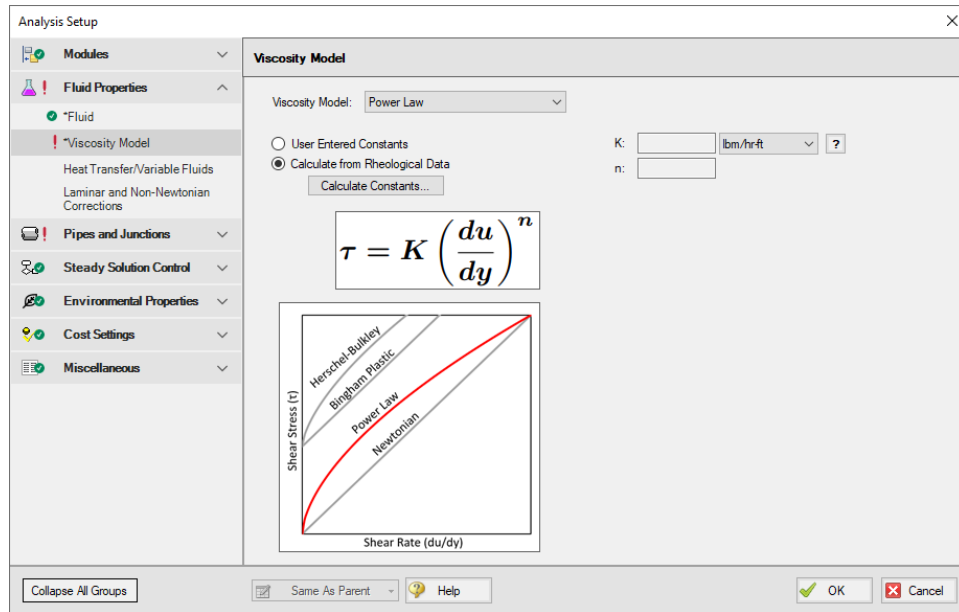 Analysis Setup
Modules
Fluid Properties
*Fluid
*Viscosity Model
Heat Transfer/Variable Fluids
Laminar and Non-Newtonian
Corrections
Pipes and Junctions
Steady Solution Control
Environmental Properties
Cost Settings
Miscellaneous
Collapse All Groups
Viscosity Model
Viscosity Model: Power Law
User Entered Constants
Calculate from Rheological Data
Calculate Constants...
K: lbm/hr-ft ?
n:
τ = K (du/dy)^n
Herschel-Bulkley
Bingham Plastic
Power Law
Newtonian
Shear Stress (τ)
Shear Rate (du/dy)
Same As Parent
Help
OK
Cancel